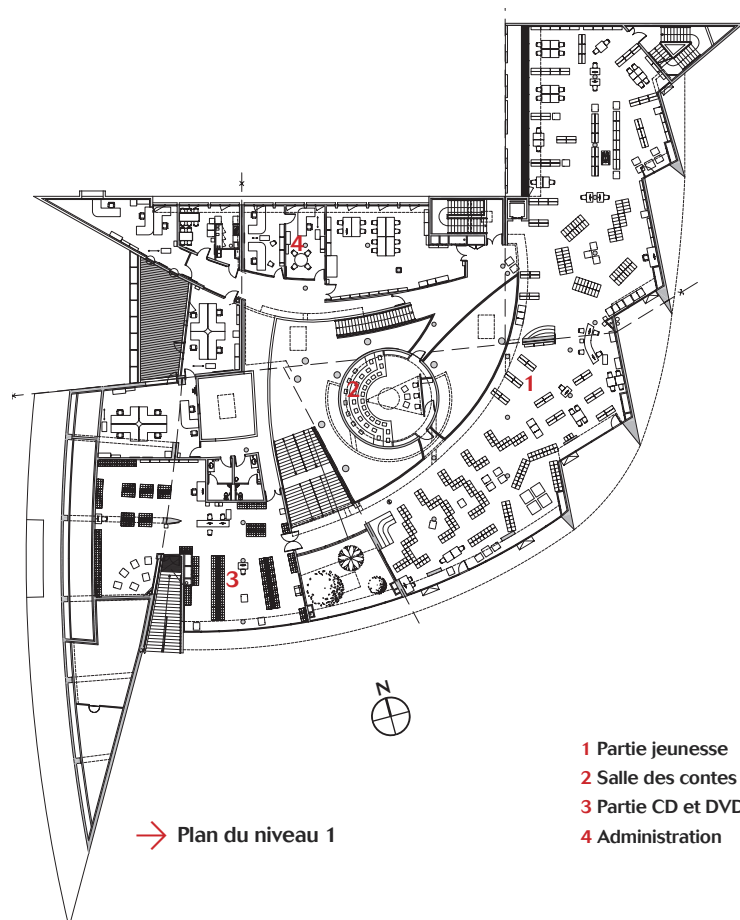 4
2
1
3
N
1 Partie jeunesse
2 Salle des contes
3 Partie CD et DVD
4 Administration
→ Plan du niveau 1